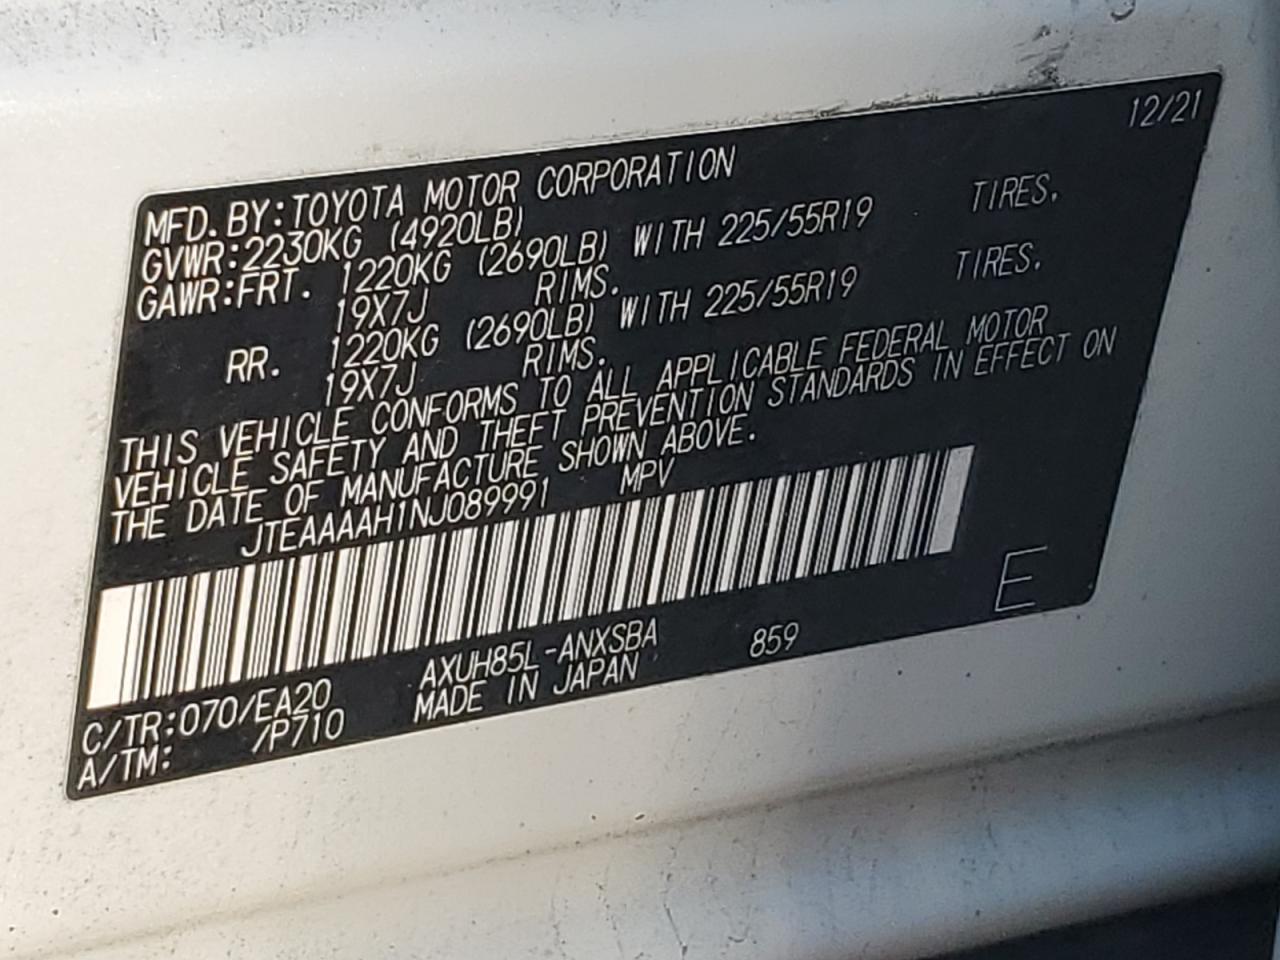 12/21
MFD. BY: TOYOTA MOTOR CORPORATION
GVWR: 2230KG (4920LB)
GAWR: FRT. 1220KG (2690LB) WITH 225/55R19 TIRES.
19X7J RIMS.
RR. 1220KG (2690LB) WITH 225/55R19 TIRES.
19X7J RIMS.
THIS VEHICLE CONFORMS TO ALL APPLICABLE FEDERAL MOTOR
VEHICLE SAFETY AND THEFT PREVENTION STANDARDS IN EFFECT ON
THE DATE OF MANUFACTURE SHOWN ABOVE.
JTEAAAAH1NJ089991 MPV
E
C/TR: 070/EA20 AXUH85L-ANXSBA 859
A/TM: /P710 MADE IN JAPAN